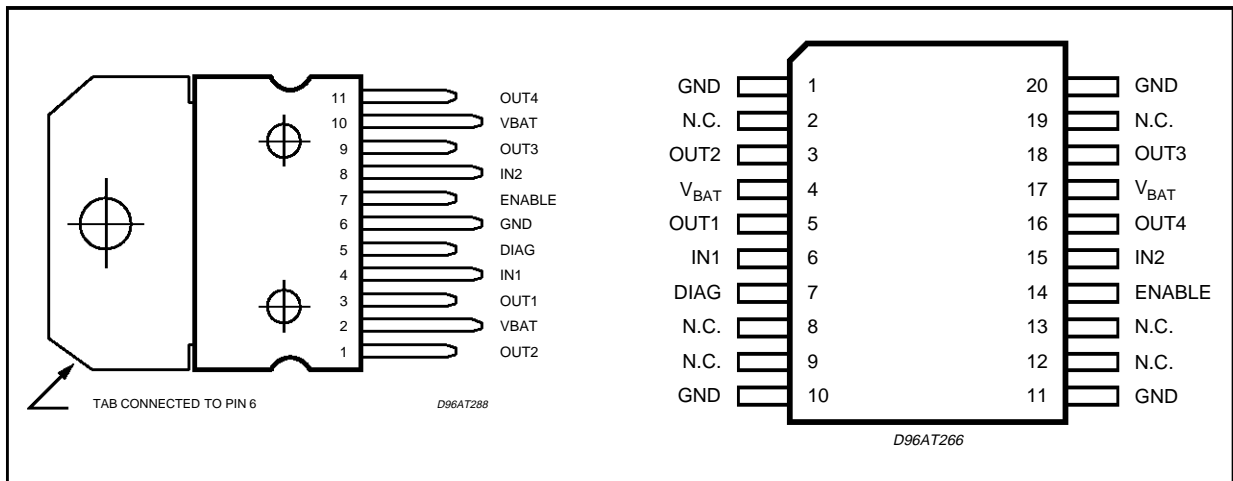 11 OUT4
10 VBAT
9 OUT3
8 IN2
7 ENABLE
6 GND
5 DIAG
4 IN1
3 OUT1
2 VBAT
1 OUT2
TAB CONNECTED TO PIN 6
D96AT288
GND 1 20 GND
N.C. 2 19 N.C.
OUT2 3 18 OUT3
VBAT 4 17 VBAT
OUT1 5 16 OUT4
IN1 6 15 IN2
DIAG 7 14 ENABLE
N.C. 8 13 N.C.
N.C. 9 12 N.C.
GND 10 11 GND
D96AT266